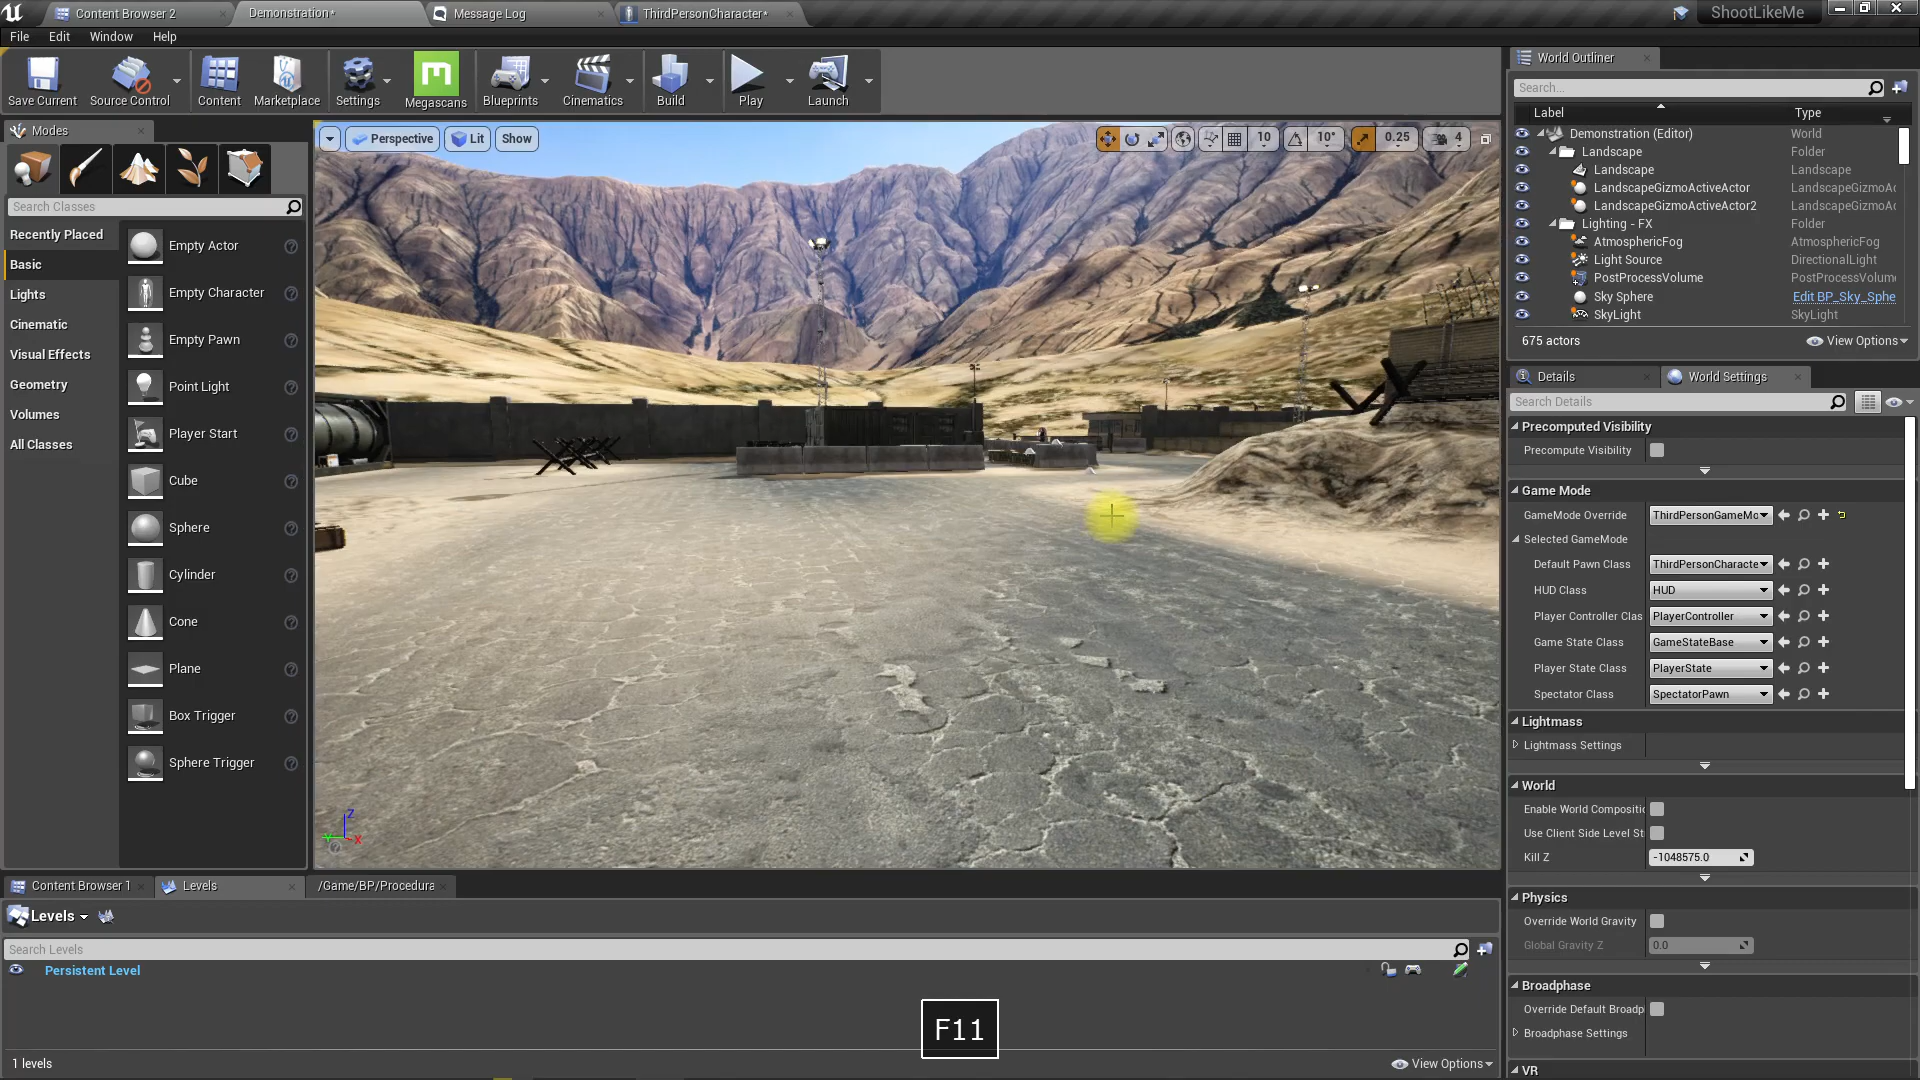 Content Browser 2
Demonstration*
Message Log
ThirdPersonCharacter*
ShootLikeMe
File
Edit
Window
Help
Save Current
Source Control
Content
Marketplace
Settings
Megascans
Blueprints
Cinematics
Build
Play
Launch
Modes
Search Classes
Recently Placed
Basic
Lights
Cinematic
Visual Effects
Geometry
Volumes
All Classes
Empty Actor
Empty Character
Empty Pawn
Point Light
Player Start
Cube
Sphere
Cylinder
Cone
Plane
Box Trigger
Sphere Trigger
Perspective
Lit
Show
10
10°
0.25
4
Z
Y
X
World Outliner
Search...
Label
Type
Demonstration (Editor)
World
Landscape
Folder
Landscape
Landscape
LandscapeGizmoActiveActor
LandscapeGizmoAc
LandscapeGizmoActiveActor2
LandscapeGizmoAc
Lighting - FX
Folder
AtmosphericFog
AtmosphericFog
Light Source
DirectionalLight
PostProcessVolume
PostProcessVolum
Sky Sphere
Edit BP_Sky_Sphe
SkyLight
SkyLight
675 actors
View Options
Details
World Settings
Search Details
Precomputed Visibility
Precompute Visibility
Game Mode
GameMode Override
ThirdPersonGameMo
Selected GameMode
Default Pawn Class
ThirdPersonCharacte
HUD Class
HUD
Player Controller Clas
PlayerController
Game State Class
GameStateBase
Player State Class
PlayerState
Spectator Class
SpectatorPawn
Lightmass
Lightmass Settings
World
Enable World Compositio
Use Client Side Level St
Kill Z
-1048575.0
Physics
Override World Gravity
Global Gravity Z
0.0
Broadphase
Override Default Broadp
Broadphase Settings
VR
Content Browser 1
Levels
/Game/BP/Procedura
Levels
Search Levels
Persistent Level
F11
1 levels
View Options